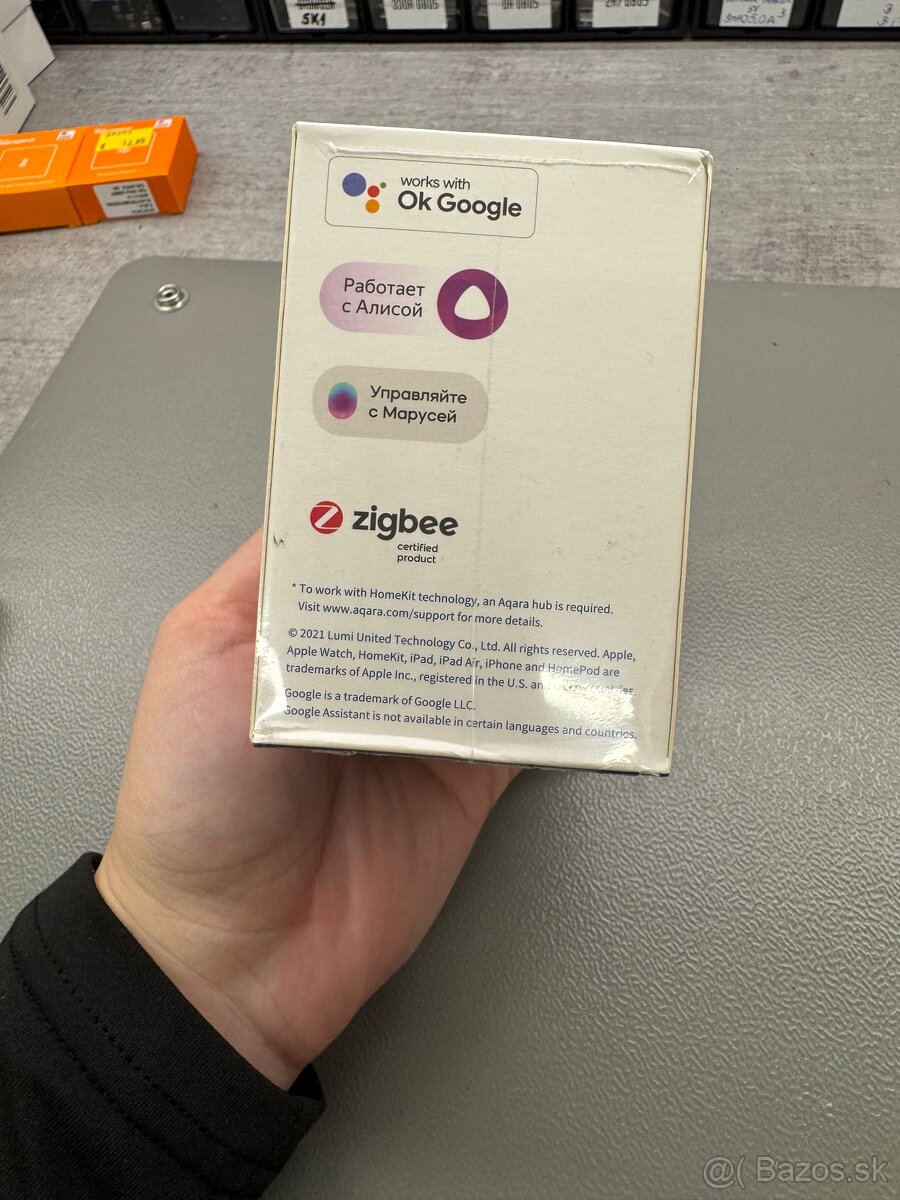 5K1
works with
Ok Google
Работает
с Алисой
Управляйте
с Марусей
zigbee
certified
product
* To work with HomeKit technology, an Aqara hub is required.
Visit www.aqara.com/support for more details.
© 2021 Lumi United Technology Co., Ltd. All rights reserved. Apple,
Apple Watch, HomeKit, iPad, iPad Air, iPhone and HomePod are
trademarks of Apple Inc., registered in the U.S. and
Google is a trademark of Google LLC.
Google Assistant is not available in certain languages and countries.
@( Bazos.sk